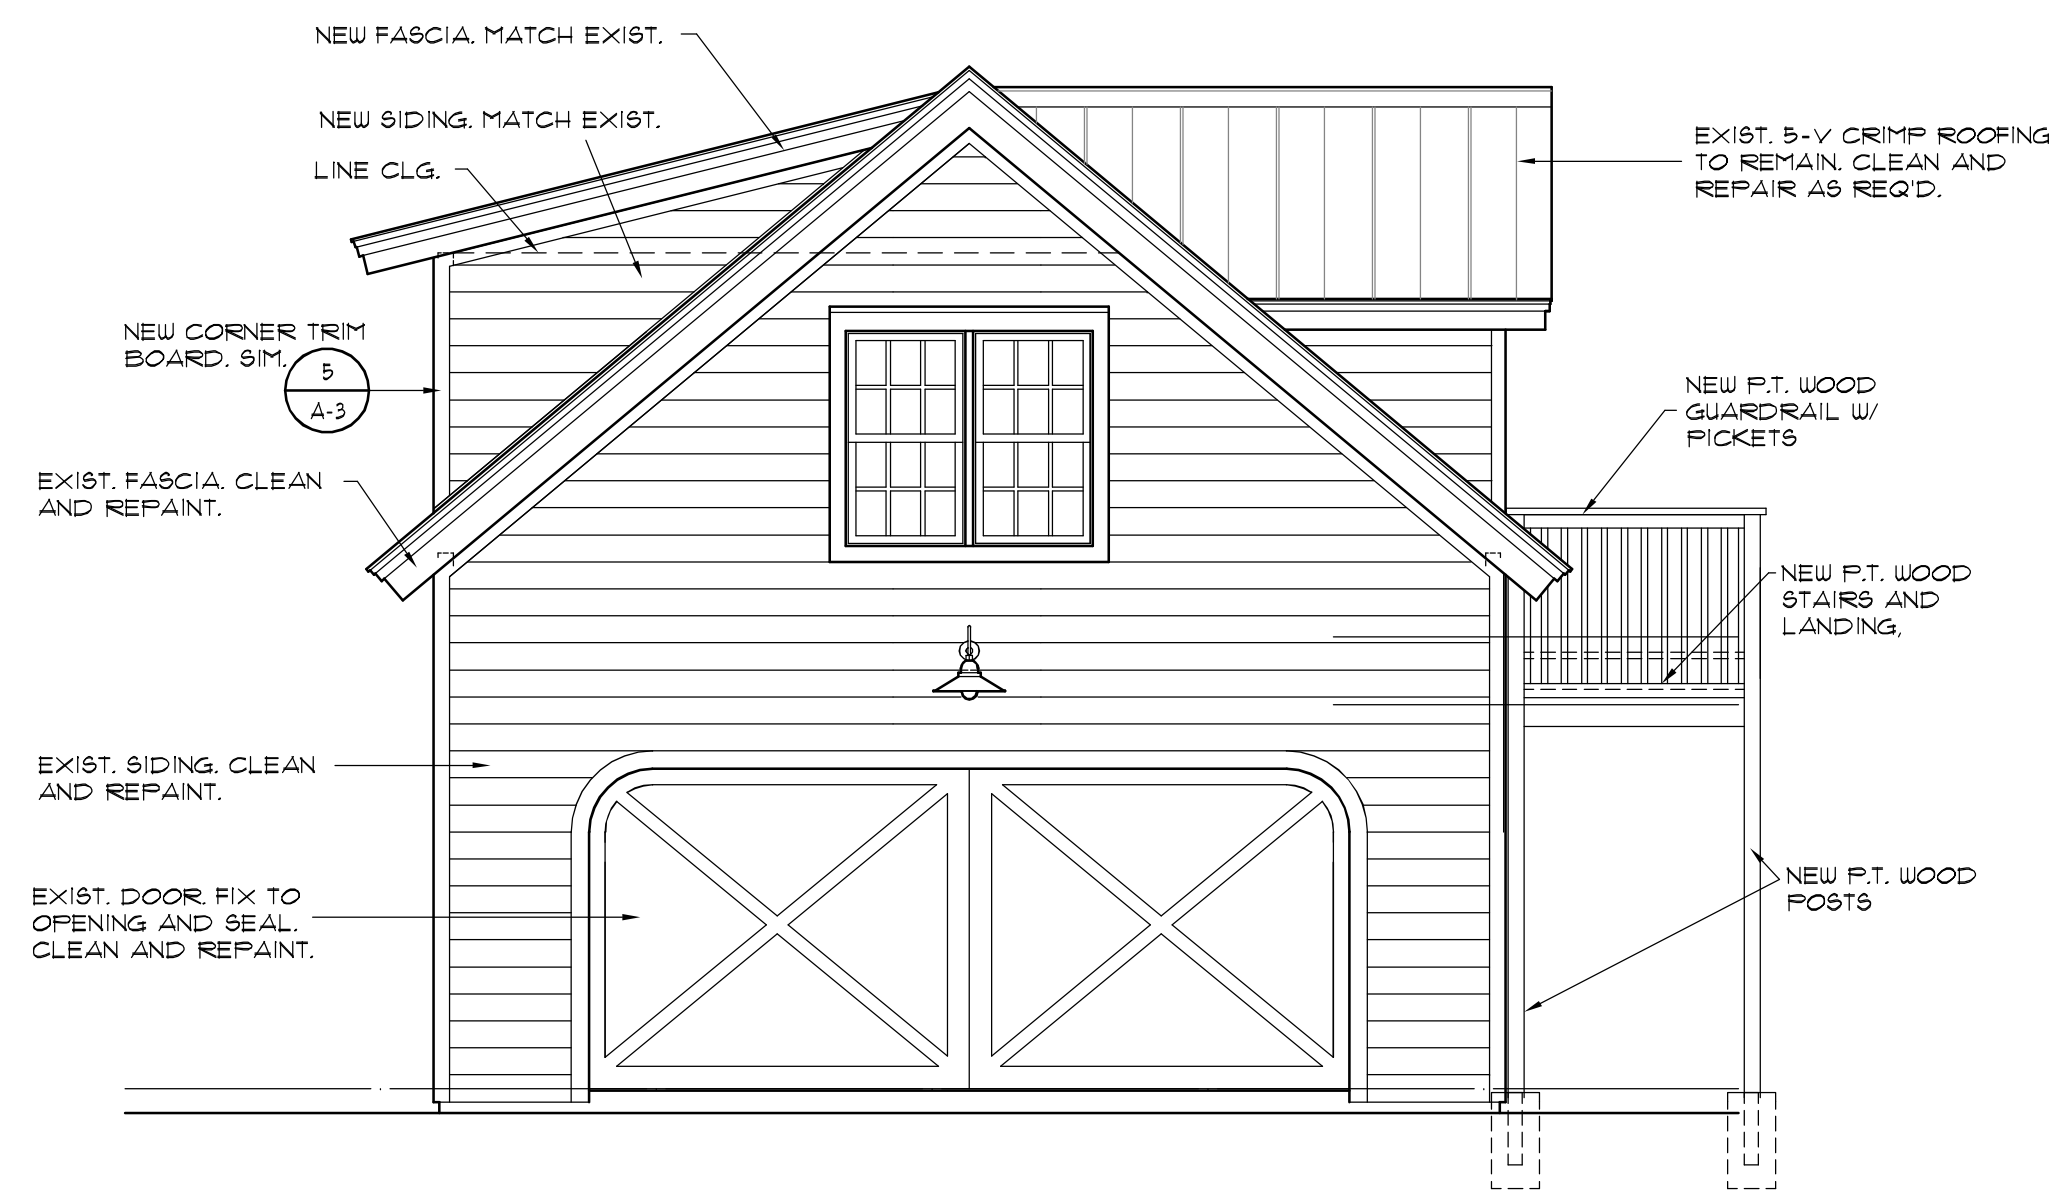 NEW FASCIA. MATCH EXIST.
NEW SIDING. MATCH EXIST.
LINE CLG.
EXIST. 5-V CRIMP ROOFING
TO REMAIN. CLEAN AND
REPAIR AS REQ'D.
NEW CORNER TRIM
BOARD. SIM.
5
A-3
NEW P.T. WOOD
GUARDRAIL W/
PICKETS
EXIST. FASCIA. CLEAN
AND REPAINT.
NEW P.T. WOOD
STAIRS AND
LANDING,
EXIST. SIDING. CLEAN
AND REPAINT.
EXIST. DOOR. FIX TO
OPENING AND SEAL.
CLEAN AND REPAINT.
NEW P.T. WOOD
POSTS